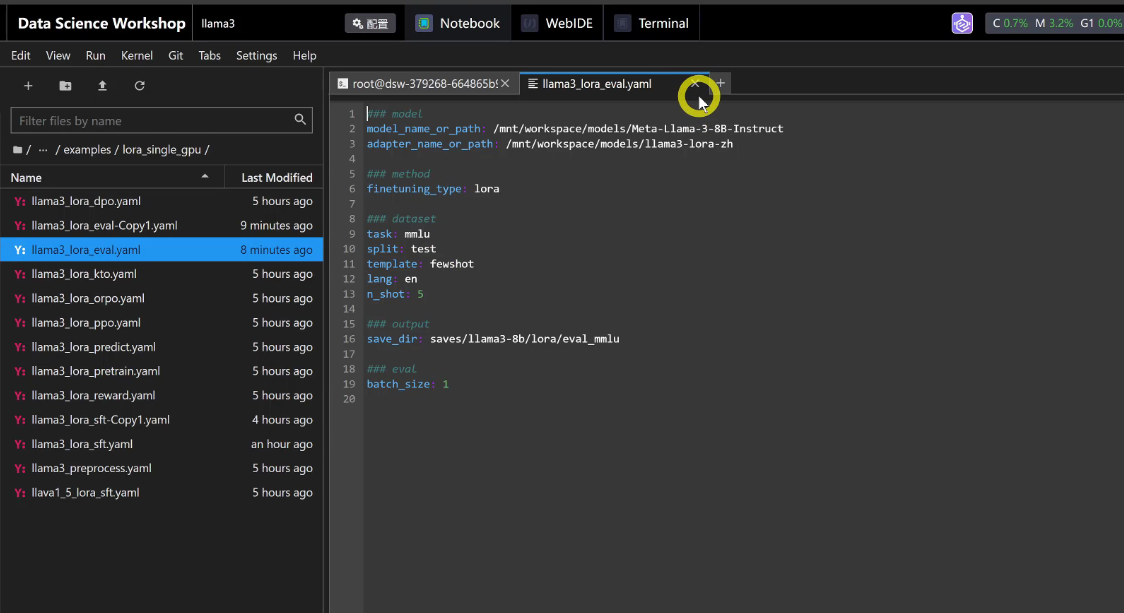 Data Science Workshop llama3 配置 Notebook WebIDE Terminal C 0.7% M 3.2% G1 0.0%
Edit View Run Kernel Git Tabs Settings Help
root@dsw-379268-664865b9 llama3_lora_eval.yaml
Filter files by name
/ ··· / examples / lora_single_gpu /
Name Last Modified
Y: llama3_lora_dpo.yaml 5 hours ago
Y: llama3_lora_eval-Copy1.yaml 9 minutes ago
Y: llama3_lora_eval.yaml 8 minutes ago
Y: llama3_lora_kto.yaml 5 hours ago
Y: llama3_lora_orpo.yaml 5 hours ago
Y: llama3_lora_ppo.yaml 5 hours ago
Y: llama3_lora_predict.yaml 5 hours ago
Y: llama3_lora_pretrain.yaml 5 hours ago
Y: llama3_lora_reward.yaml 5 hours ago
Y: llama3_lora_sft-Copy1.yaml 4 hours ago
Y: llama3_lora_sft.yaml an hour ago
Y: llama3_preprocess.yaml 5 hours ago
Y: llava1_5_lora_sft.yaml 5 hours ago
1 ### model
2 model_name_or_path: /mnt/workspace/models/Meta-Llama-3-8B-Instruct
3 adapter_name_or_path: /mnt/workspace/models/llama3-lora-zh
4
5 ### method
6 finetuning_type: lora
7
8 ### dataset
9 task: mmlu
10 split: test
11 template: fewshot
12 lang: en
13 n_shot: 5
14
15 ### output
16 save_dir: saves/llama3-8b/lora/eval_mmlu
17
18 ### eval
19 batch_size: 1
20